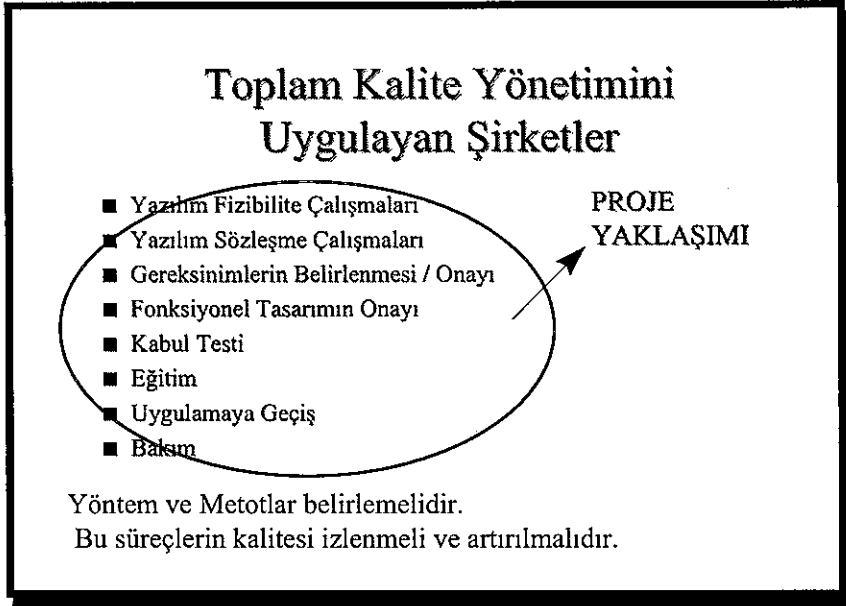 Toplam Kalite Yönetimini
Uygulayan Şirketler
■ Yazılım Fizibilite Çalışmaları
■ Yazılım Sözleşme Çalışmaları
■ Gereksinimlerin Belirlenmesi / Onayı
■ Fonksiyonel Tasarımın Onayı
■ Kabul Testi
■ Eğitim
■ Uygulamaya Geçiş
■ Bakım
PROJE
YAKLAŞIMI
Yöntem ve Metotlar belirlemelidir.
Bu süreçlerin kalitesi izlenmeli ve artırılmalıdır.